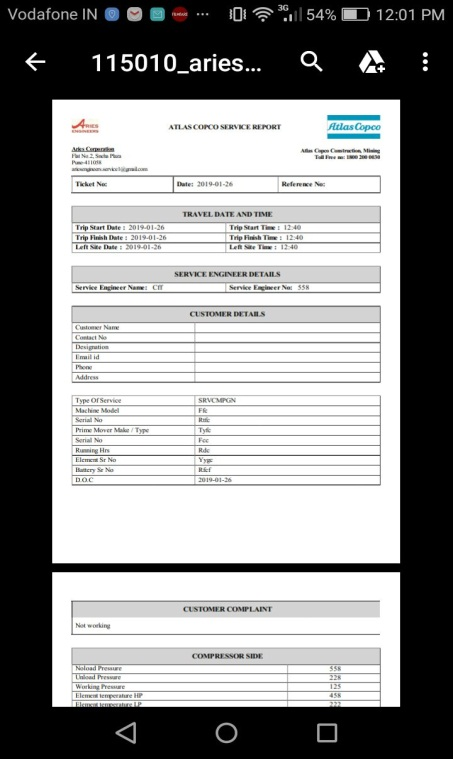 Vodafone IN
3G
54%
12:01 PM
115010_aries...
ARIES
ENGINEERS
ATLAS COPCO SERVICE REPORT
Atlas Copco
Aries Corporation
Flat No.2, Plaza
Pune-411058
Atlas Copco Construction, Mining
Toll Free no: 1800 200 0030
Ticket No:
Date: 2019-01-26
Reference No:
TRAVEL DATE AND TIME
Trip Start Date : 2019-01-26
Trip Start Time : 12:40
Trip Finish Date : 2019-01-26
Trip Finish Time : 12:40
Left Site Date : 2019-01-26
Left Site Time : 12:40
SERVICE ENGINEER DETAILS
Service Engineer Name: Cff
Service Engineer No: 558
CUSTOMER DETAILS
Customer Name
Contact No
Designation
Email id
Phone
Address
Type Of Service SRVCMPGN
Machine Model Ffc
Serial No Rttc
Prime Mover Make / Type Tyfc
Serial No Fcc
Running Hrs Rdc
Element Sr No Yygc
Battery Sr No Rfcf
D.O.C 2019-01-26
CUSTOMER COMPLAINT
Not working
COMPRESSOR SIDE
Noload Pressure 558
Unload Pressure 228
Working Pressure 125
Element temperature HP 458
Element temperature LP 222